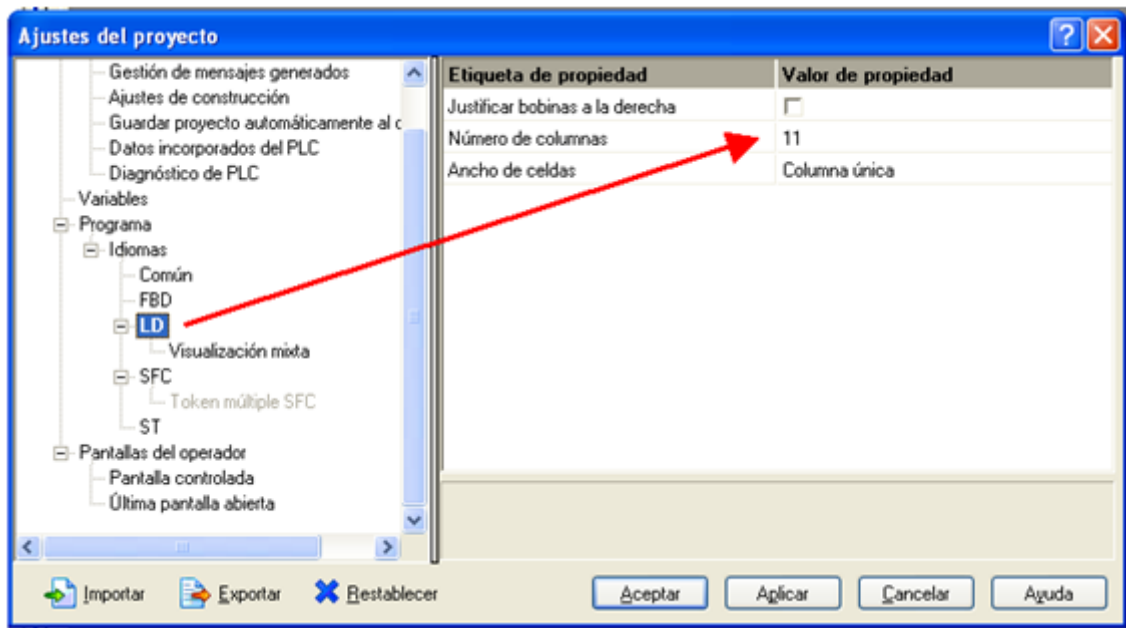 Ajustes del proyecto
Gestión de mensajes generados
Ajustes de construcción
Guardar proyecto automáticamente al c
Datos incorporados del PLC
Diagnóstico de PLC
Variables
Programa
Idiomas
Común
FBD
LD
Visualización mixta
SFC
Token múltiple SFC
ST
Pantallas del operador
Pantalla controlada
Última pantalla abierta
Etiqueta de propiedad Valor de propiedad
Justificar bobinas a la derecha
Número de columnas 11
Ancho de celdas Columna única
Importar Exportar Restablecer Aceptar Aplicar Cancelar Ayuda